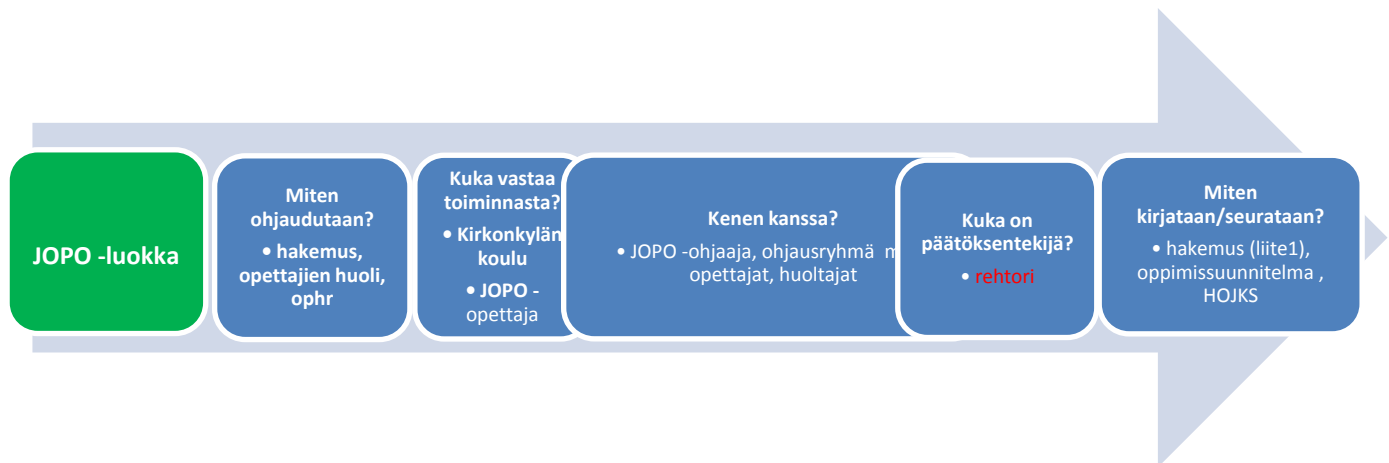 JOPO -luokka
Miten
ohjaudutaan?
• hakemus,
opettajien huoli,
ophr
Kuka vastaa
toiminnasta?
• Kirkonkylän
koulu
• JOPO -
opettaja
Kenen kanssa?
• JOPO -ohjaaja, ohjausryhmä
opettajat, huoltajat
Kuka on
päätöksentekijä?
• rehtori
Miten
kirjataan/seurataan?
• hakemus (liite1),
oppimissuunnitelma ,
HOJKS